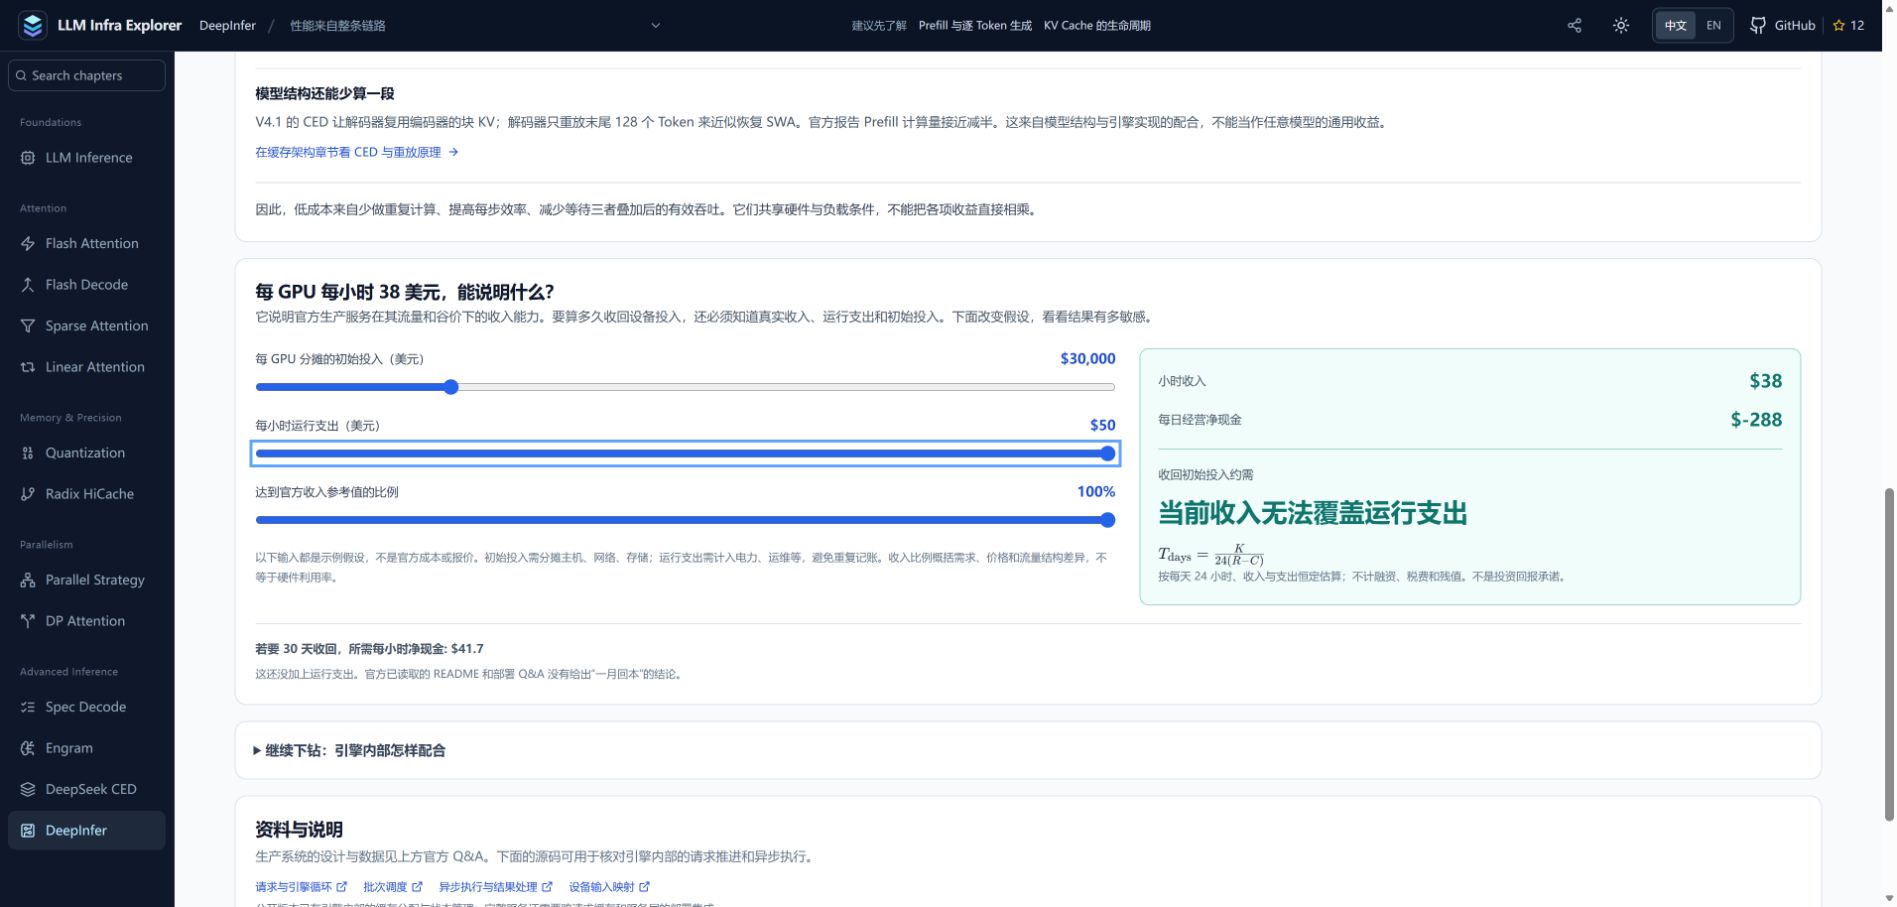 LLM Infra Explorer
DeepInfer / 性能来自整条链路
建议先了解 Prefill 与逐 Token 生成 KV Cache 的生命周期
中文 EN
GitHub
12
Search chapters
Foundations
LLM Inference
Attention
Flash Attention
Flash Decode
Sparse Attention
Linear Attention
Memory & Precision
Quantization
Radix HiCache
Parallelism
Parallel Strategy
DP Attention
Advanced Inference
Spec Decode
Engram
DeepSeek CED
DeepInfer
模型结构还能少算一段
V4.1 的 CED 让解码器复用编码器的块 KV；解码器只重放末尾 128 个 Token 来近似恢复 SWA。官方报告 Prefill 计算量接近减半。这来自模型结构与引擎实现的配合，不能当作任意模型的通用收益。
在缓存架构章节看 CED 与重放原理 →
因此，低成本来自少做重复计算、提高每步效率、减少等待三者叠加后的有效吞吐。它们共享硬件与负载条件，不能把各项收益直接相乘。
每 GPU 每小时 38 美元，能说明什么？
它说明官方生产服务在其流量和谷价下的收入能力。要算多久收回设备投入，还必须知道真实收入、运行支出和初始投入。下面改变假设，看看结果有多敏感。
每 GPU 分摊的初始投入（美元） $30,000
每小时运行支出（美元） $50
达到官方收入参考值的比例 100%
以下输入都是示例假设，不是官方成本或报价。初始投入需分摊主机、网络、存储；运行支出需计入电力、运维等，避免重复记账。收入比例概括需求、价格和流量结构差异，不
等于硬件利用率。
小时收入 $38
每日经营净现金 $-288
收回初始投入约需
当前收入无法覆盖运行支出
T_days = K / 24(R−C)
按每天 24 小时、收入与支出恒定估算；不计融资、税费和残值。不是投资回报承诺。
若要 30 天收回，所需每小时净现金: $41.7
这还没加上运行支出。官方已读取的 README 和部署 Q&A 没有给出“一月回本”的结论。
▶ 继续下钻：引擎内部怎样配合
资料与说明
生产系统的设计与数据见上方官方 Q&A。下面的源码可用于核对引擎内部的请求推进和异步执行。
请求与引擎循环 批次调度 异步执行与结果处理 设备输入映射